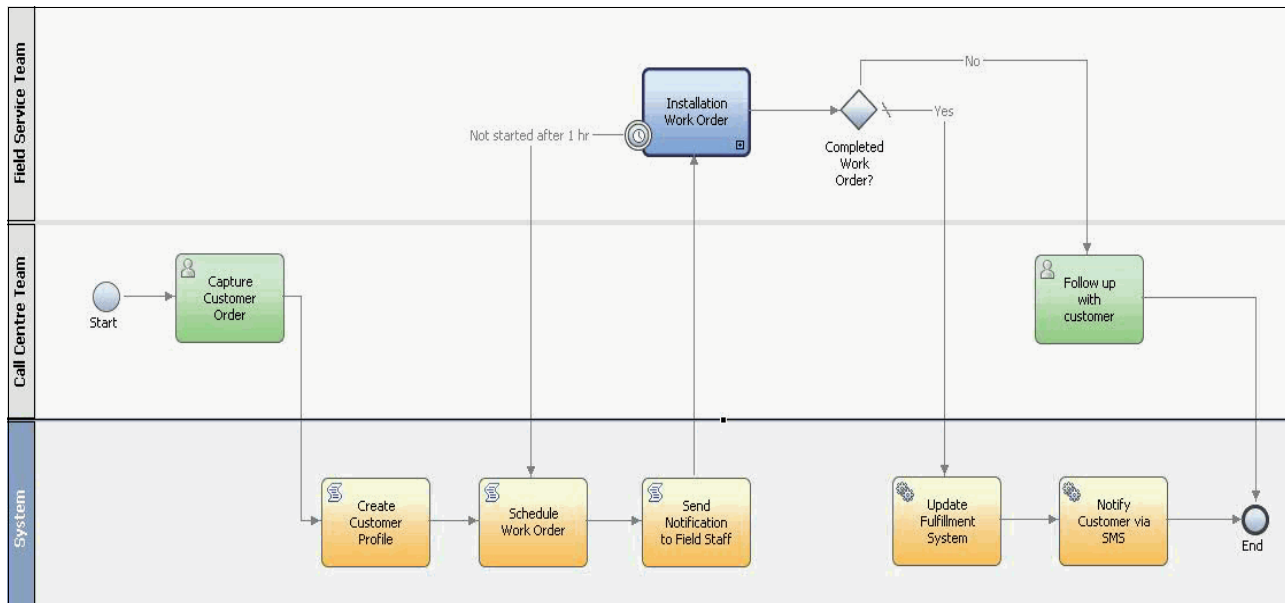 Field Service Team
Installation
Work Order
Not started after 1 hr
No
Yes
Completed
Work
Order?
Call Centre Team
Start
Capture
Customer
Order
Follow up
with
customer
System
Create
Customer
Profile
Schedule
Work Order
Send
Notification
to Field Staff
Update
Fulfillment
System
Notify
Customer via
SMS
End